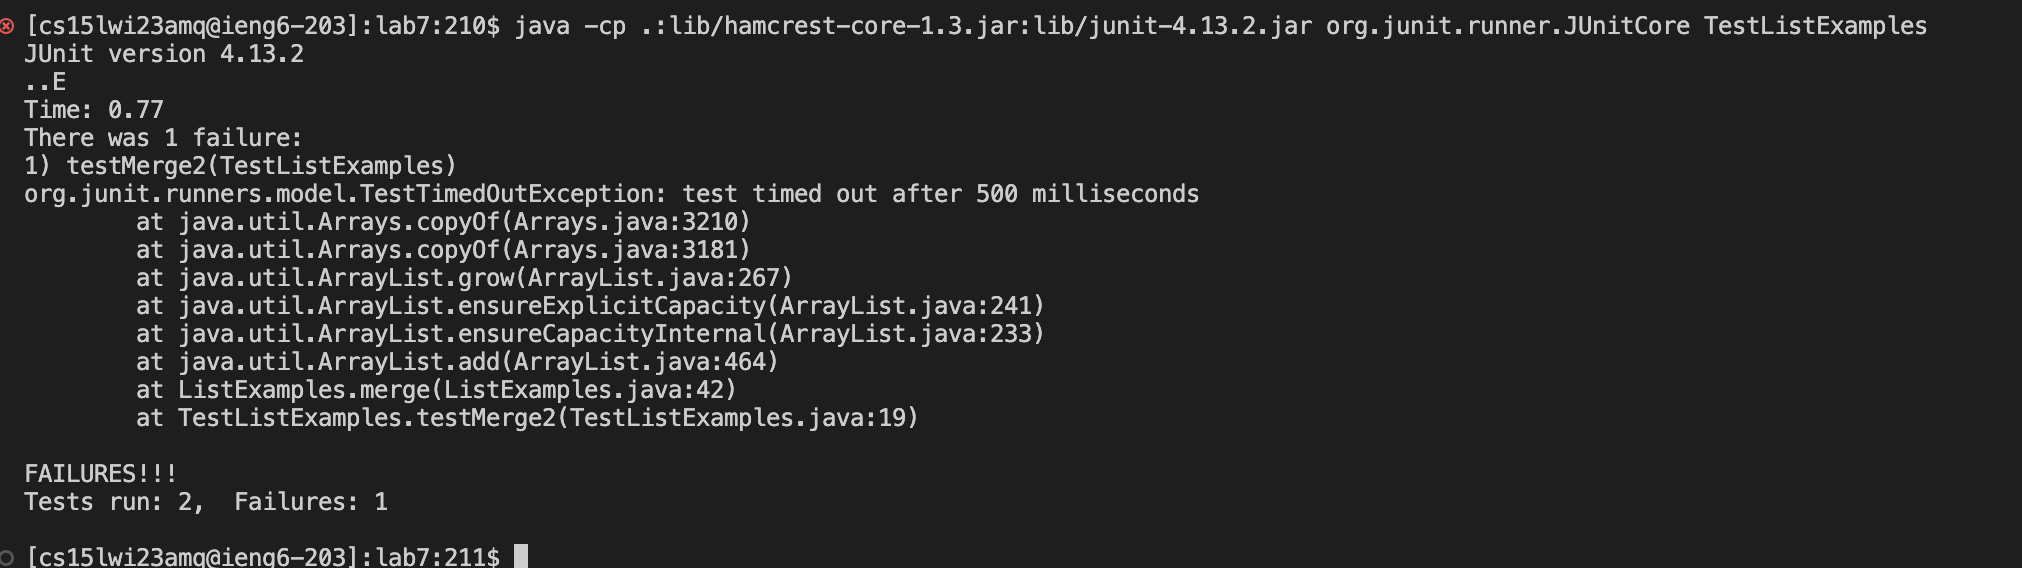 [cs15lwi23amq@ieng6-203]:lab7:210$ java -cp .:lib/hamcrest-core-1.3.jar:lib/junit-4.13.2.jar org.junit.runner.JUnitCore TestListExamples
JUnit version 4.13.2
..E
Time: 0.77
There was 1 failure:
1) testMerge2(TestListExamples)
org.junit.runners.model.TestTimedOutException: test timed out after 500 milliseconds
        at java.util.Arrays.copyOf(Arrays.java:3210)
        at java.util.Arrays.copyOf(Arrays.java:3181)
        at java.util.ArrayList.grow(ArrayList.java:267)
        at java.util.ArrayList.ensureExplicitCapacity(ArrayList.java:241)
        at java.util.ArrayList.ensureCapacityInternal(ArrayList.java:233)
        at java.util.ArrayList.add(ArrayList.java:464)
        at ListExamples.merge(ListExamples.java:42)
        at TestListExamples.testMerge2(TestListExamples.java:19)

FAILURES!!!
Tests run: 2,  Failures: 1

[cs15lwi23amq@ieng6-203]:lab7:211$